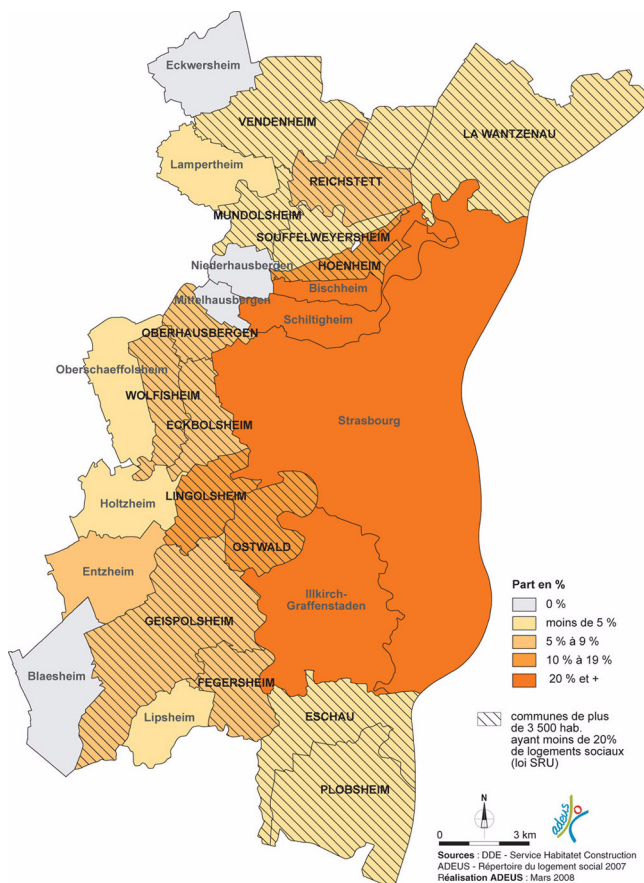 Eckwersheim
VENDENHEIM
LA WANTZENAU
Lampertheim
REICHSTETT
MUNDOLSHEIM
SOUFFELWEYERSHEIM
Niederhausbergen
HOENHEIM
Bischheim
Mittelhausbergen
Schiltigheim
OBERHAUSBERGEN
Oberschaeffolsheim
WOLFISHEIM
ECKBOLSHEIM
Strasbourg
LINGOLSHEIM
Holtzheim
OSTWALD
Entzheim
Illkirch-
Graffenstaden
GEISPOLSHEIM
Blaesheim
FEGERSHEIM
ESCHAU
Lipsheim
PLOBSHEIM
Part en %
0 %
moins de 5 %
5 % à 9 %
10 % à 19 %
20 % et +
communes de plus
de 3 500 hab.
ayant moins de 20%
de logements sociaux
(loi SRU)
N
adeus
0 3 km
Sources : DDE - Service Habitatet Construction
ADEUS - Répertoire du logement social 2007
Réalisation ADEUS : Mars 2008